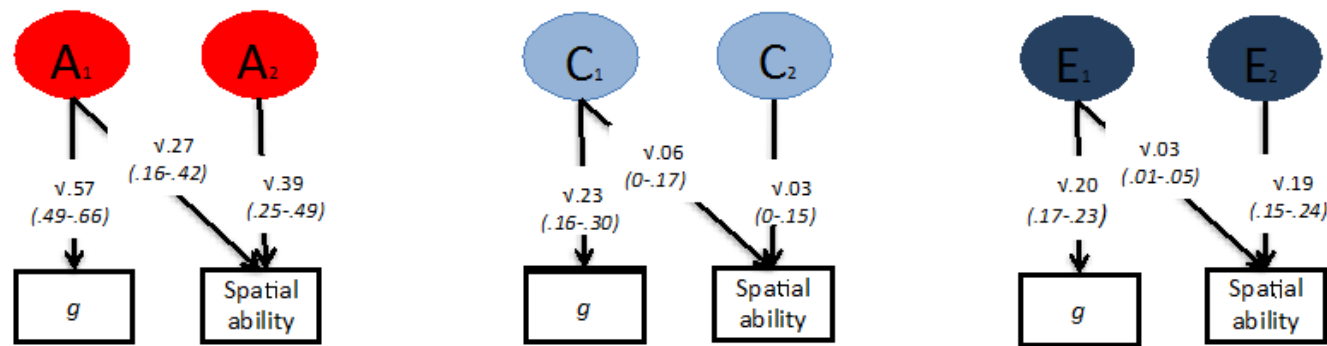 A1 A2 C1 C2 E1 E2
√.27
(.16-.42)
√.57
(.49-.66)
√.39
(.25-.49)
√.06
(0-.17)
√.23
(.16-.30)
√.03
(0-.15)
√.03
(.01-.05)
√.20
(.17-.23)
√.19
(.15-.24)
g
Spatial
ability
g
Spatial
ability
g
Spatial
ability